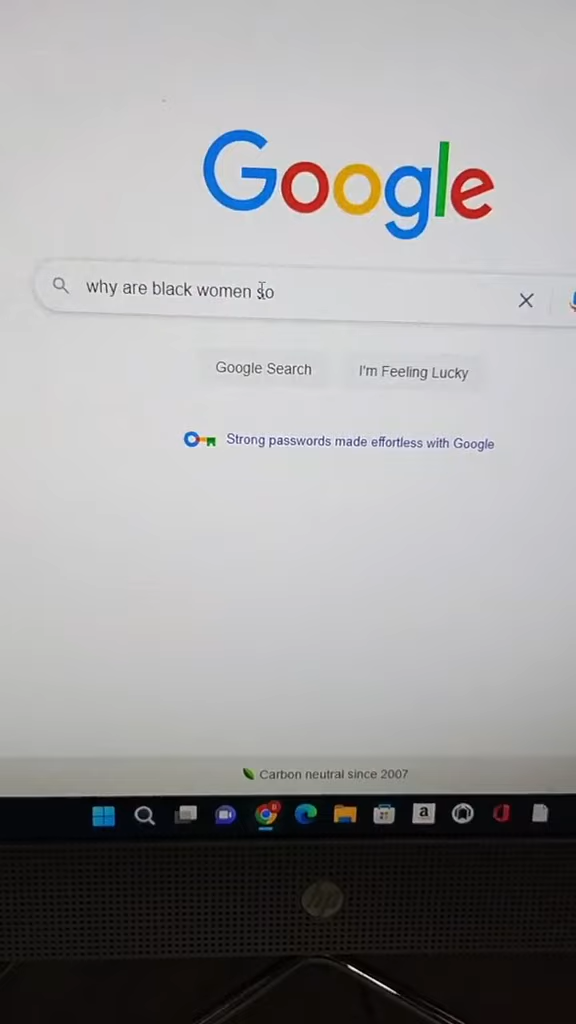 Google
why are black women so
Google Search
I'm Feeling Lucky
Strong passwords made effortless with Google
Carbon neutral since 2007
a
hp